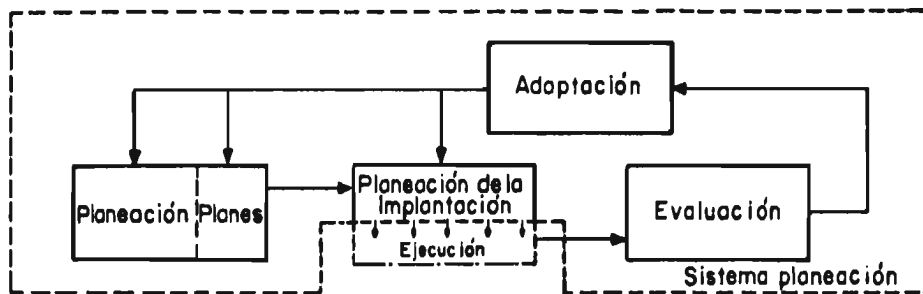 Adaptación
Planeación
Planes
Planeación de la
Implantación
Ejecución
Evaluación
Sistema planeación